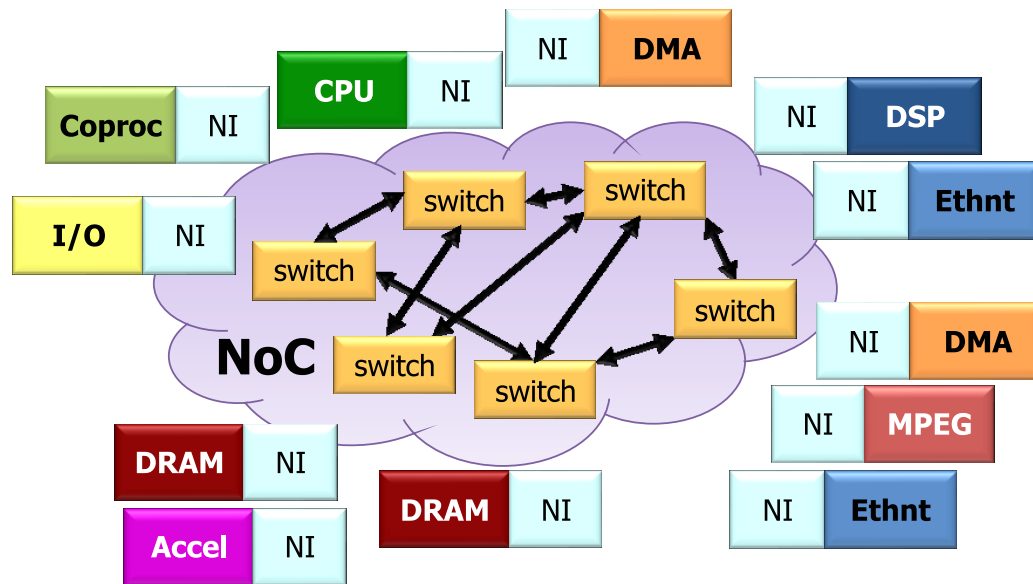 NI DMA
CPU NI
Coproc NI
NI DSP
I/O NI
NI Ethnt
switch
switch
switch
switch
switch
switch
NoC
NI DMA
NI MPEG
DRAM NI
DRAM NI
NI Ethnt
Accel NI